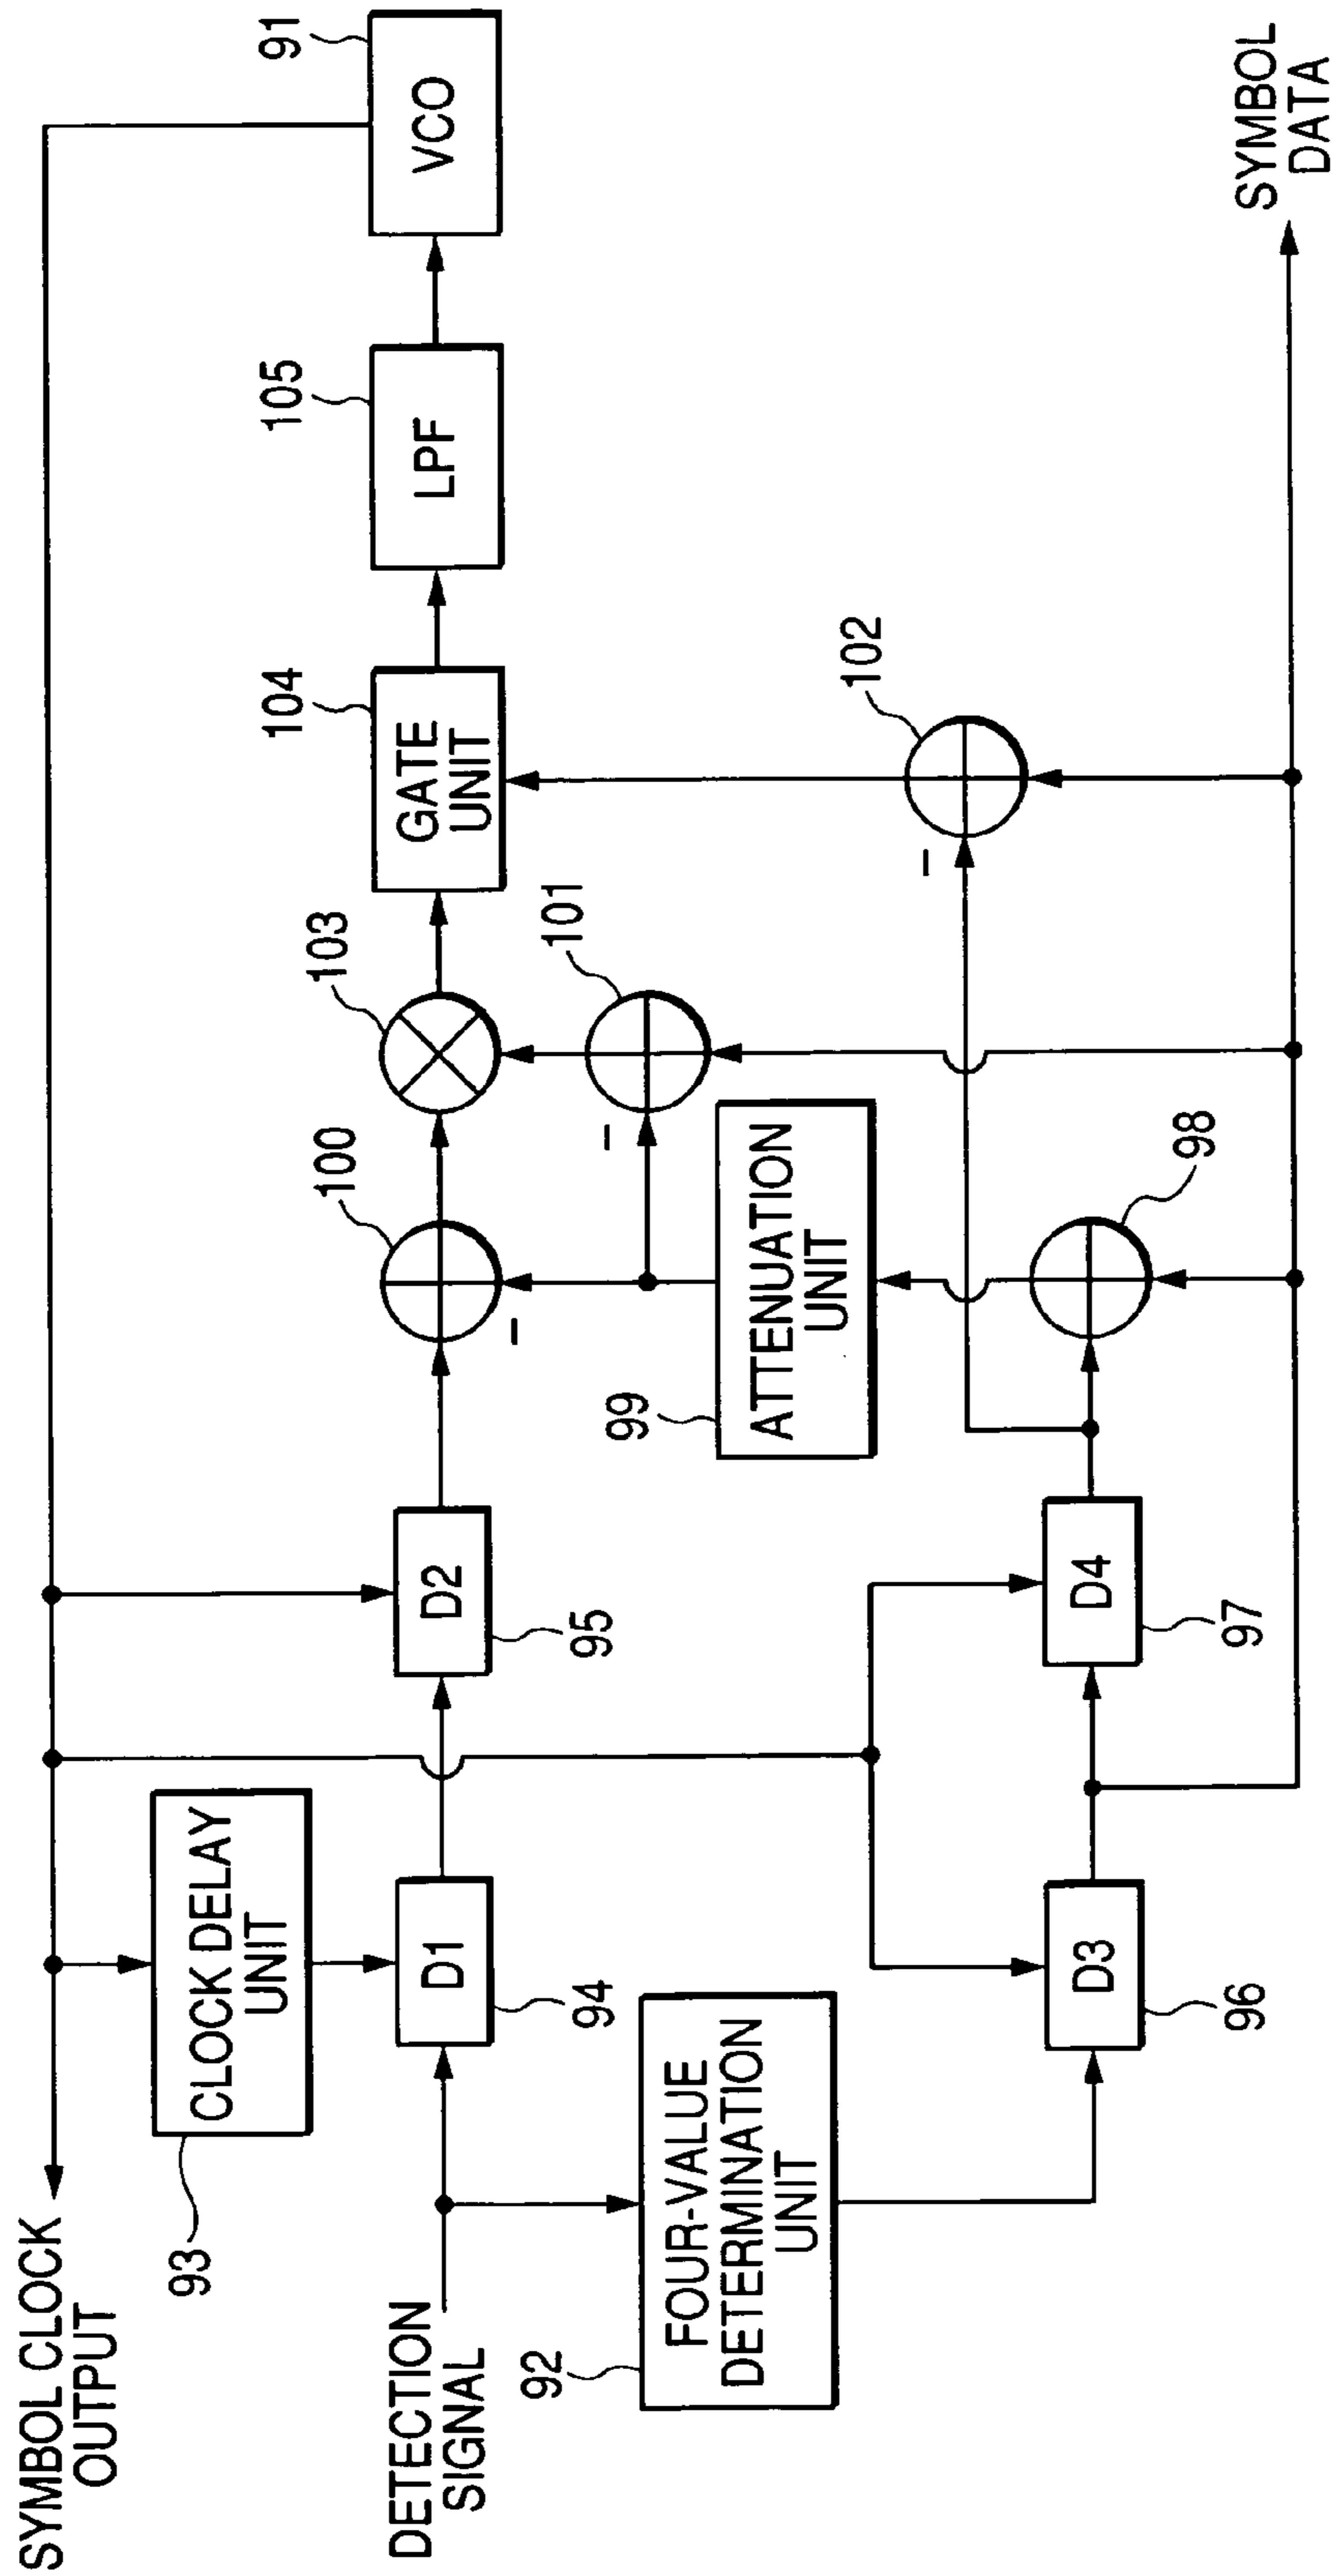 SYMBOL CLOCK
OUTPUT
93
CLOCK DELAY
UNIT
91
VCO
105
LPF
104
GATE
UNIT
103
100
–
D2
95
D1
94
DETECTION
SIGNAL
101
–
102
–
99
ATTENUATION
UNIT
92
FOUR-VALUE
DETERMINATION
UNIT
98
D4
97
D3
96
SYMBOL
DATA